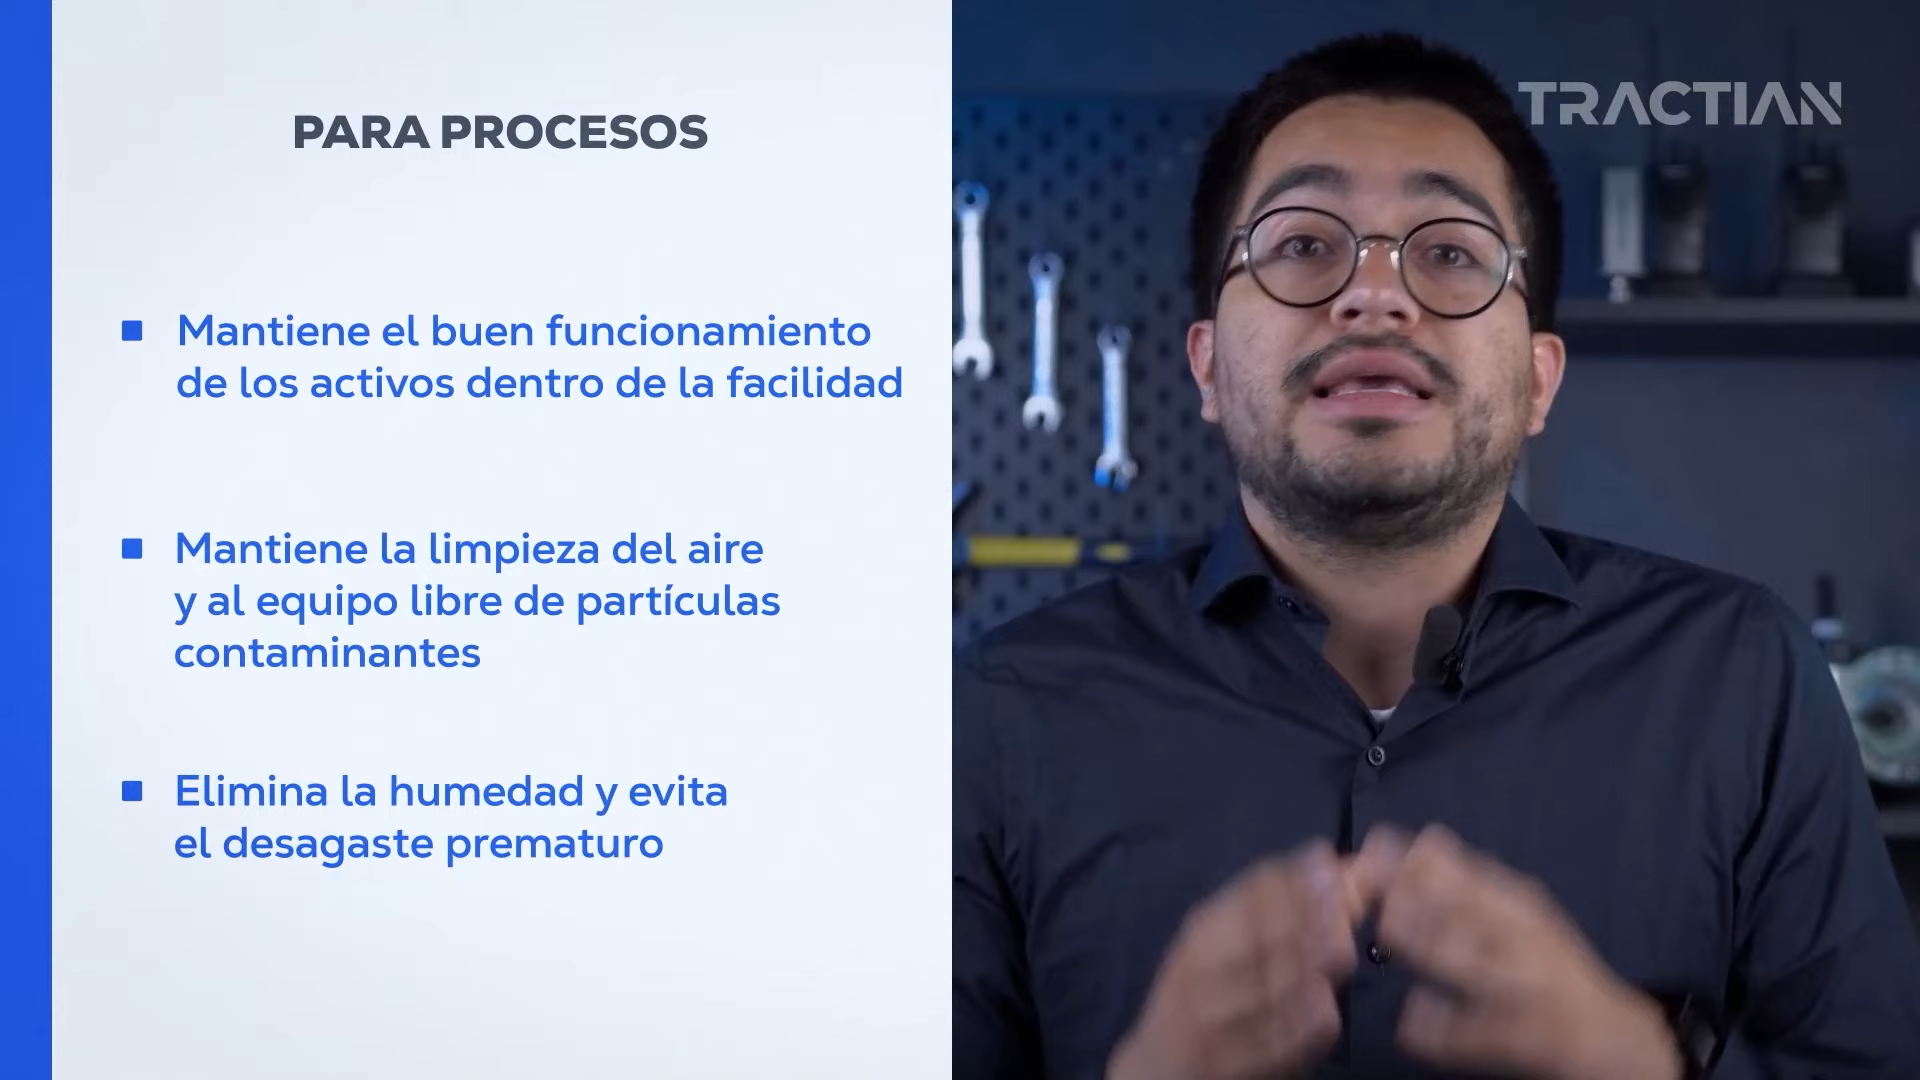 PARA PROCESOS
TRACTIAN
Mantiene el buen funcionamiento
de los activos dentro de la facilidad
Mantiene la limpieza del aire
y al equipo libre de partículas
contaminantes
Elimina la humedad y evita
el desagaste prematuro